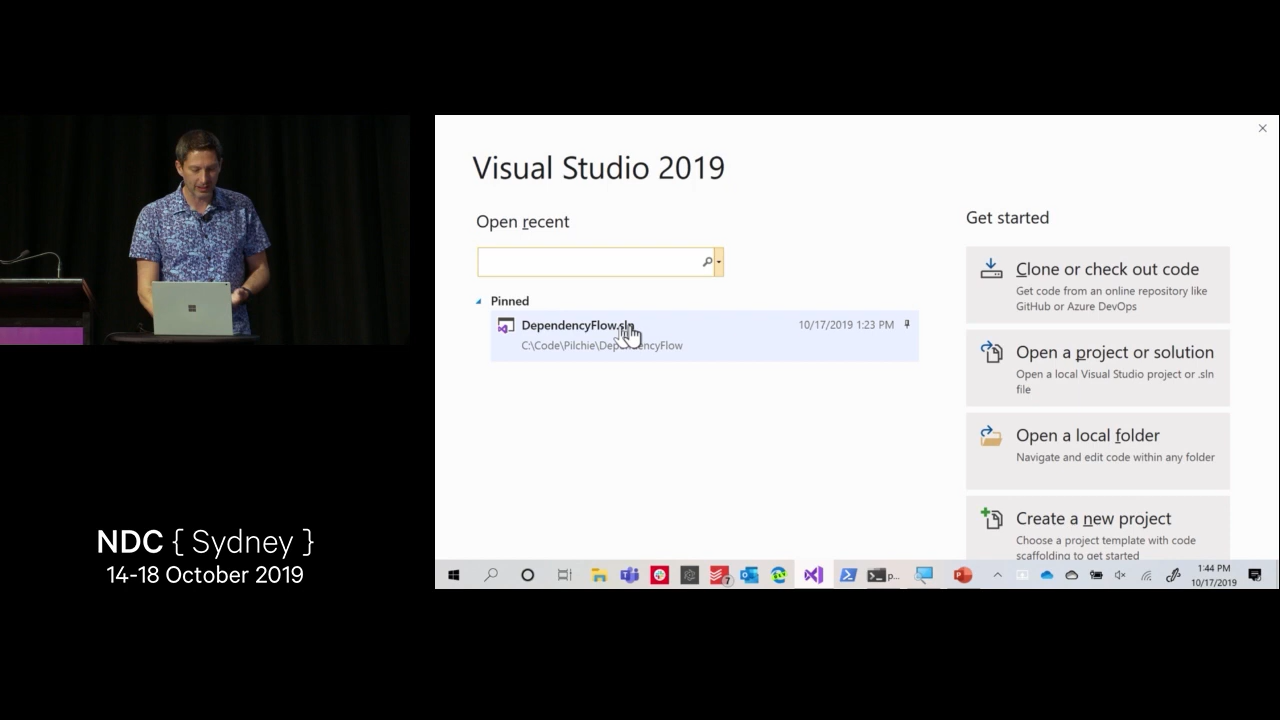 Visual Studio 2019
Open recent
Pinned
DependencyFlow.sln
10/17/2019 1:23 PM
C:\Code\Pilchie\DependencyFlow
Get started
Clone or check out code
Get code from an online repository like
GitHub or Azure DevOps
Open a project or solution
Open a local Visual Studio project or .sln
file
Open a local folder
Navigate and edit code within any folder
Create a new project
Choose a project template with code
scaffolding to get started
NDC { Sydney }
14-18 October 2019
7
p...
1:44 PM
10/17/2019